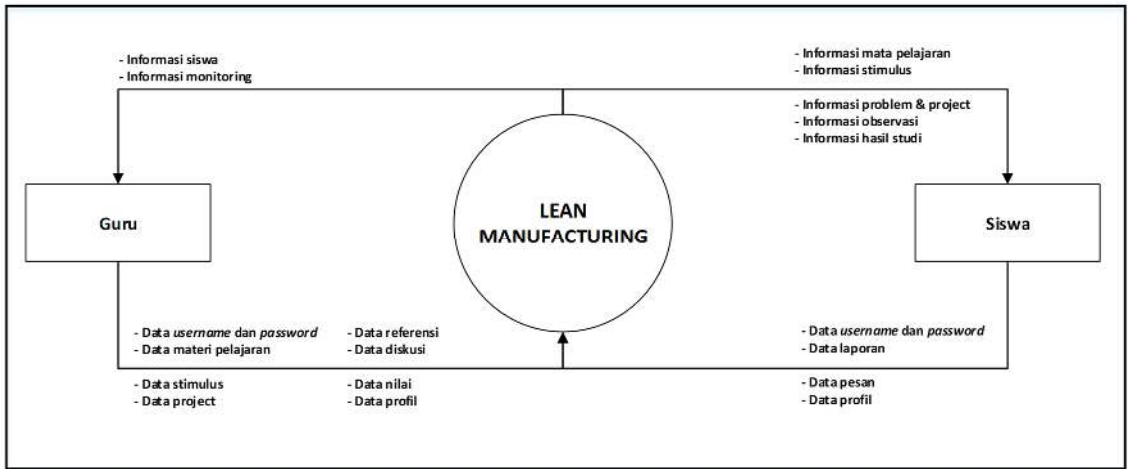 - Informasi siswa
- Informasi monitoring
- Informasi mata pelajaran
- Informasi stimulus
- Informasi problem & project
- Informasi observasi
- Informasi hasil studi
Guru
LEAN
MANUFACTURING
Siswa
- Data username dan password
- Data materi pelajaran
- Data stimulus
- Data project
- Data referensi
- Data diskusi
- Data nilai
- Data profil
- Data username dan password
- Data laporan
- Data pesan
- Data profil